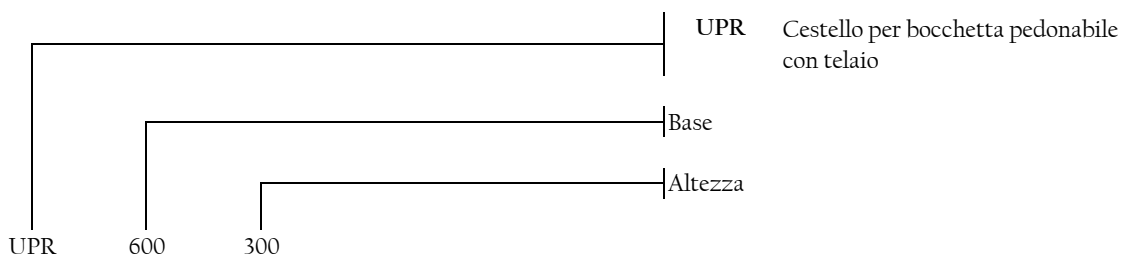 UPR Cestello per bocchetta pedonabile
con telaio
Base
Altezza
UPR 600 300